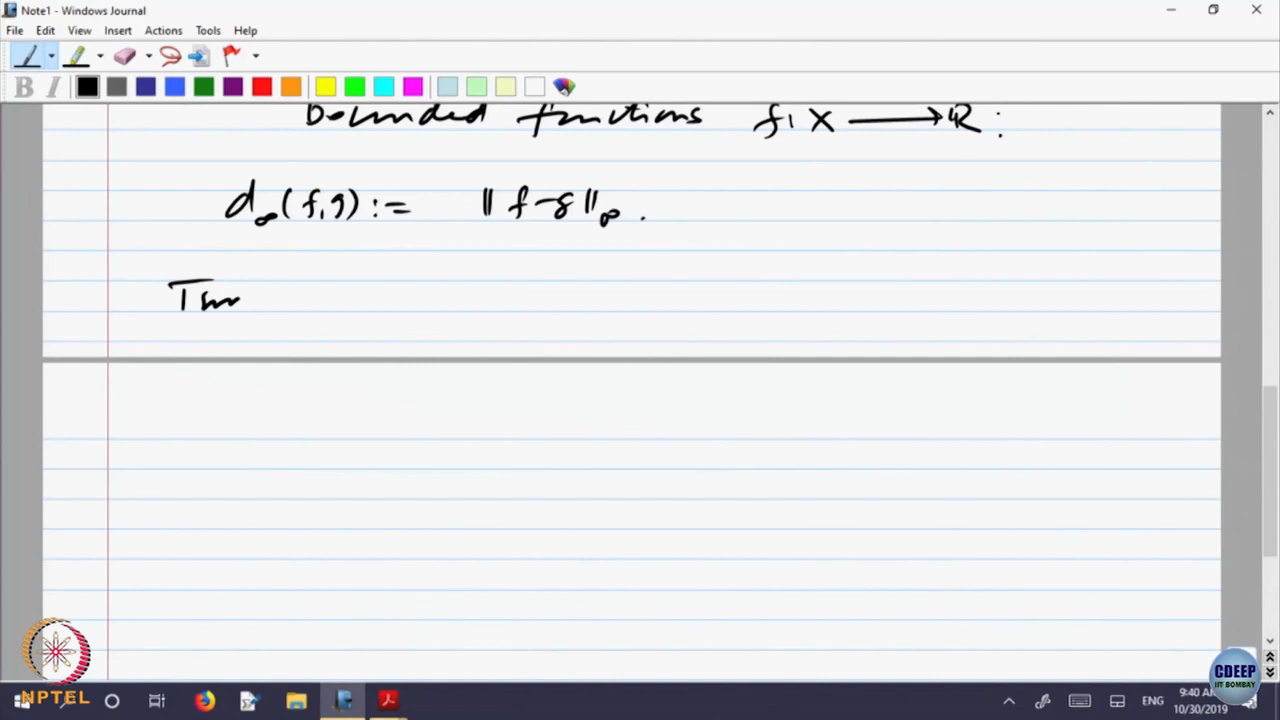 Note1 - Windows Journal
File Edit View Insert Actions Tools Help
B I
bounded functions f: X ⟶ ℝ :
d∞(f,g) := ‖ f-g ‖∞ .
NPTEL
CDEEP
IIT BOMBAY
ENG
9:40 AM
10/30/2019